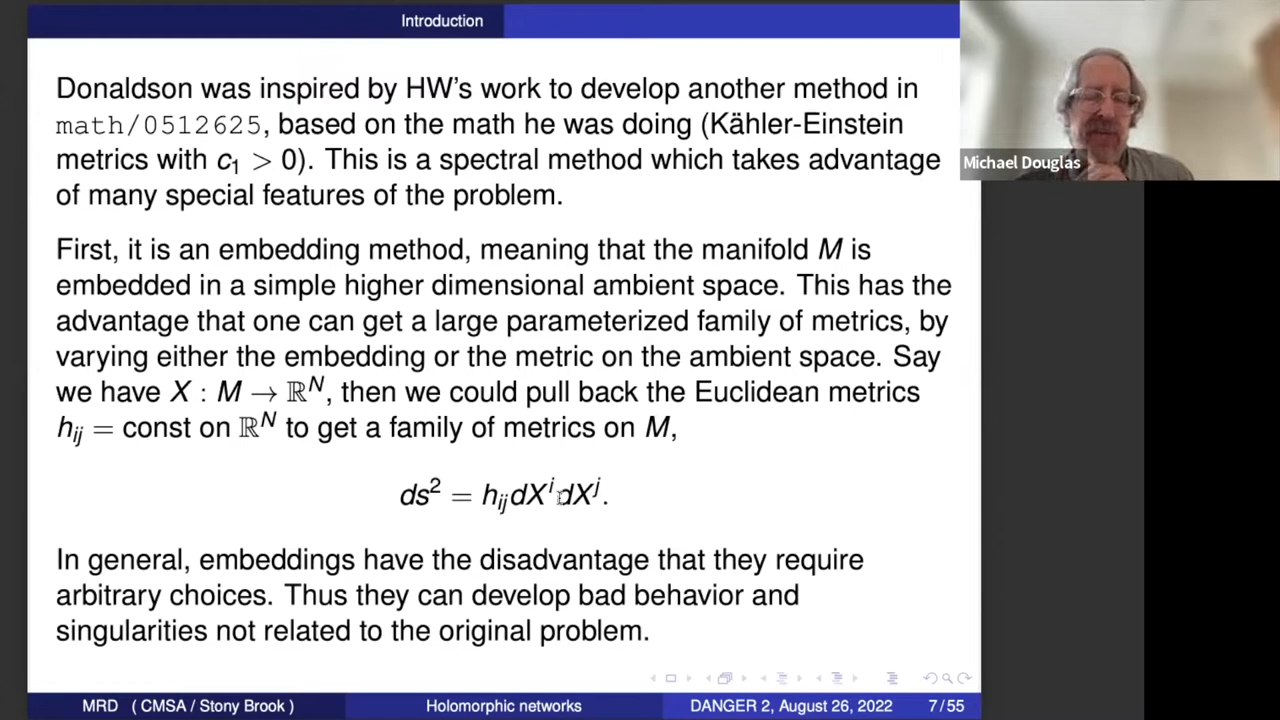 Introduction
Donaldson was inspired by HW's work to develop another method in
math/0512625, based on the math he was doing (Kähler-Einstein
metrics with c₁ > 0). This is a spectral method which takes advantage
of many special features of the problem.
First, it is an embedding method, meaning that the manifold M is
embedded in a simple higher dimensional ambient space. This has the
advantage that one can get a large parameterized family of metrics, by
varying either the embedding or the metric on the ambient space. Say
we have X : M → ℝᴺ, then we could pull back the Euclidean metrics
hᵢⱼ = const on ℝᴺ to get a family of metrics on M,
ds² = hᵢⱼdXⁱdXʲ.
In general, embeddings have the disadvantage that they require
arbitrary choices. Thus they can develop bad behavior and
singularities not related to the original problem.
MRD ( CMSA / Stony Brook ) Holomorphic networks DANGER 2, August 26, 2022 7 / 55
Michael Douglas